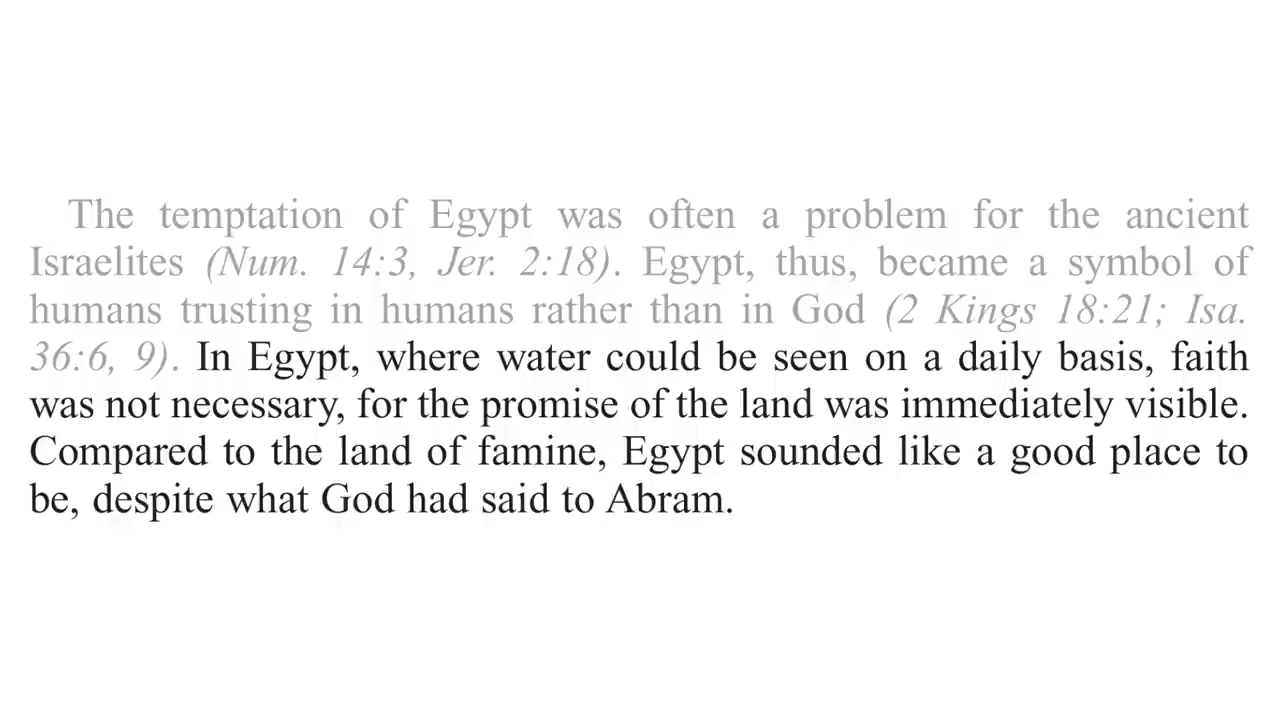 The temptation of Egypt was often a problem for the ancient
Israelites (Num. 14:3, Jer. 2:18). Egypt, thus, became a symbol of
humans trusting in humans rather than in God (2 Kings 18:21; Isa.
36:6, 9). In Egypt, where water could be seen on a daily basis, faith
was not necessary, for the promise of the land was immediately visible.
Compared to the land of famine, Egypt sounded like a good place to
be, despite what God had said to Abram.